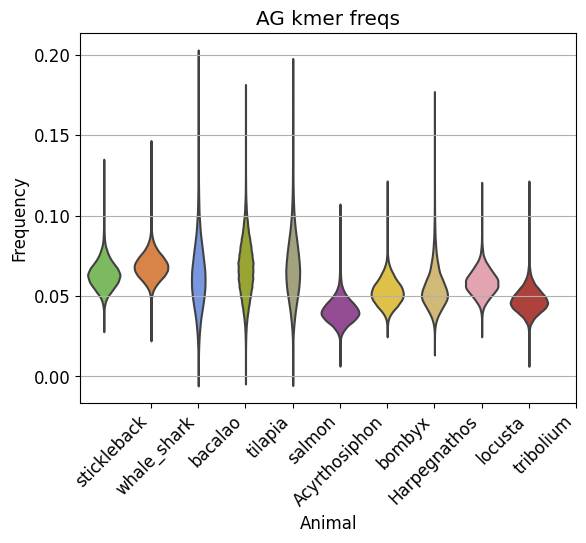 AG kmer freqs
0.20
0.15
0.10
0.05
0.00
Frequency
stickleback
whale_shark
bacalao
tilapia
salmon
Acyrthosiphon
bombyx
Harpegnathos
locusta
tribolium
Animal